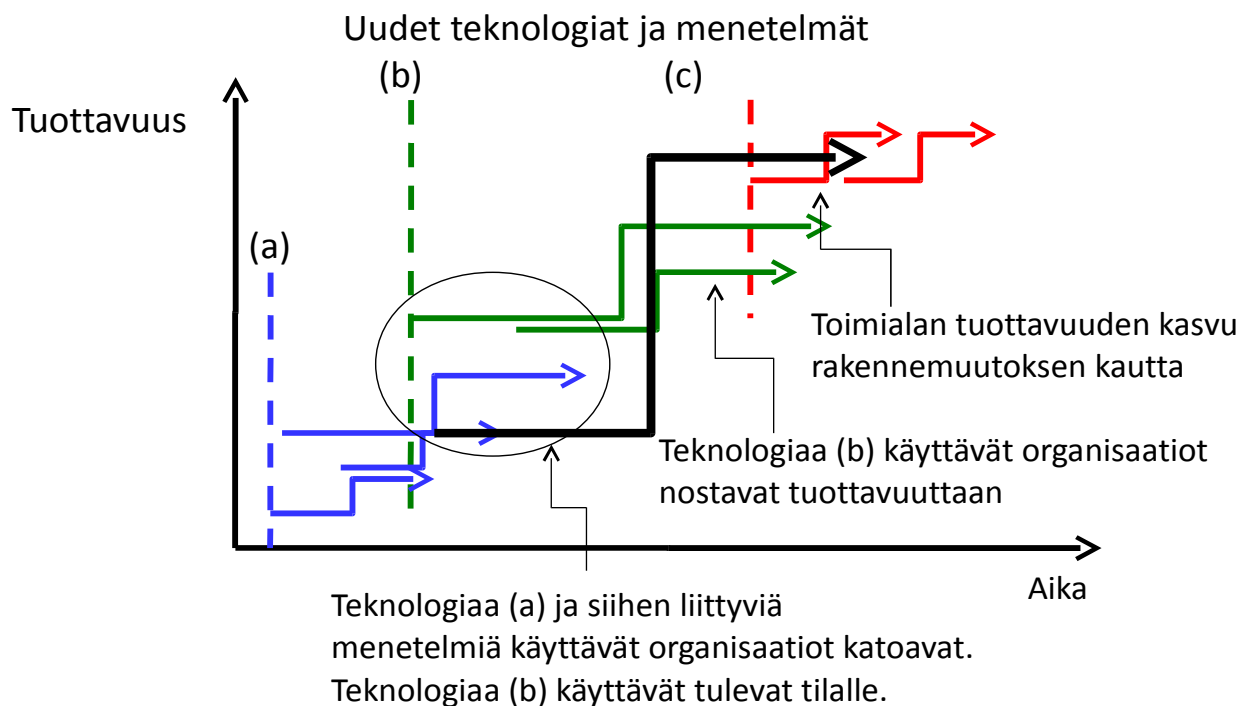 Uudet teknologiat ja menetelmät
(b)
(c)
Tuottavuus
(a)
Toimialan tuottavuuden kasvu
rakennemuutoksen kautta
Teknologiaa (b) käyttävät organisaatiot
nostavat tuottavuuttaan
Aika
Teknologiaa (a) ja siihen liittyviä
menetelmiä käyttävät organisaatiot katoavat.
Teknologiaa (b) käyttävät tulevat tilalle.